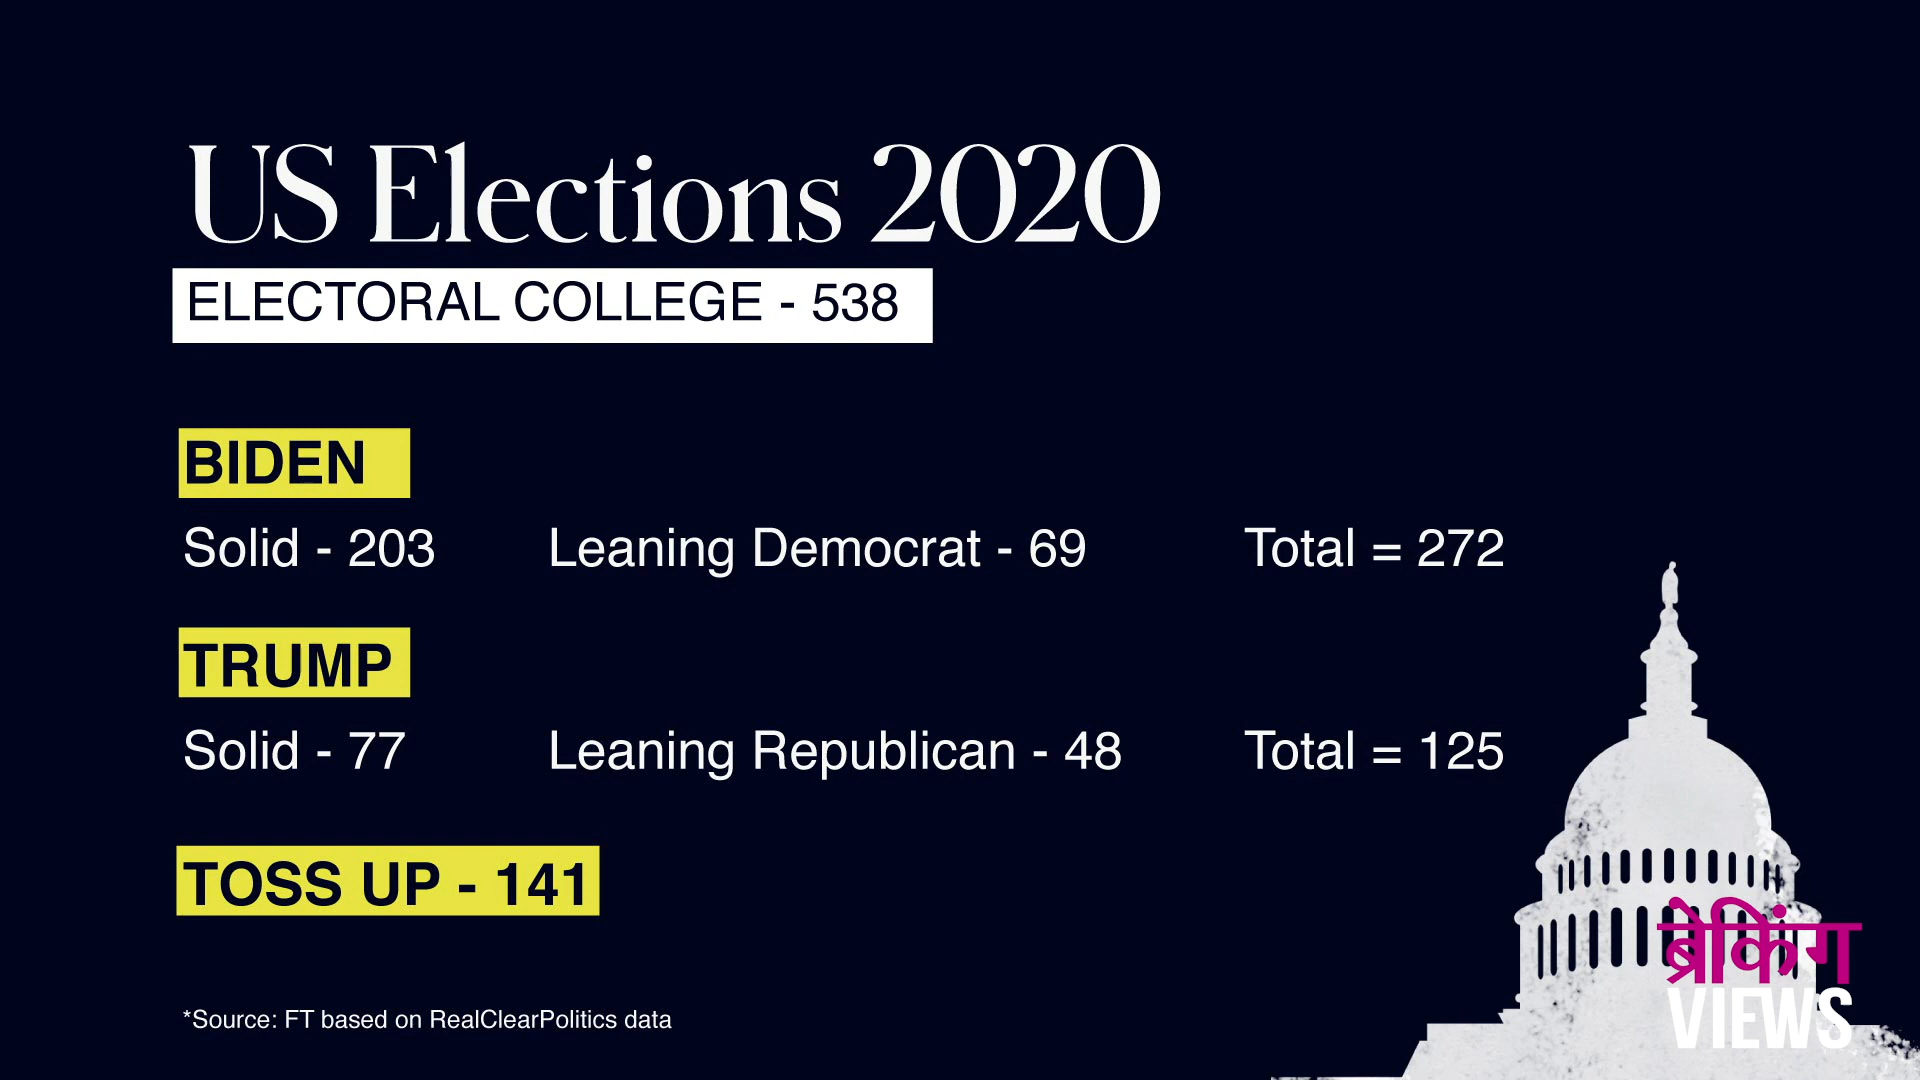 US Elections 2020
ELECTORAL COLLEGE - 538
BIDEN
Solid - 203 Leaning Democrat - 69 Total = 272
TRUMP
Solid - 77 Leaning Republican - 48 Total = 125
TOSS UP - 141
*Source: FT based on RealClearPolitics data
ब्रेकिंग
VIEWS